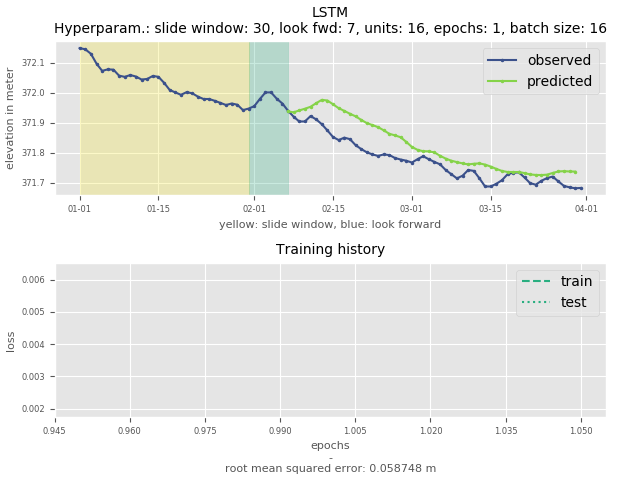 LSTM
Hyperparam.: slide window: 30, look fwd: 7, units: 16, epochs: 1, batch size: 16
observed
predicted
elevation in meter
372.1
372.0
371.9
371.8
371.7
01-01
01-15
02-01
02-15
03-01
03-15
04-01
yellow: slide window, blue: look forward
Training history
train
test
loss
0.006
0.005
0.004
0.003
0.002
0.945
0.960
0.975
0.990
1.005
1.020
1.035
1.050
epochs
-
root mean squared error: 0.058748 m